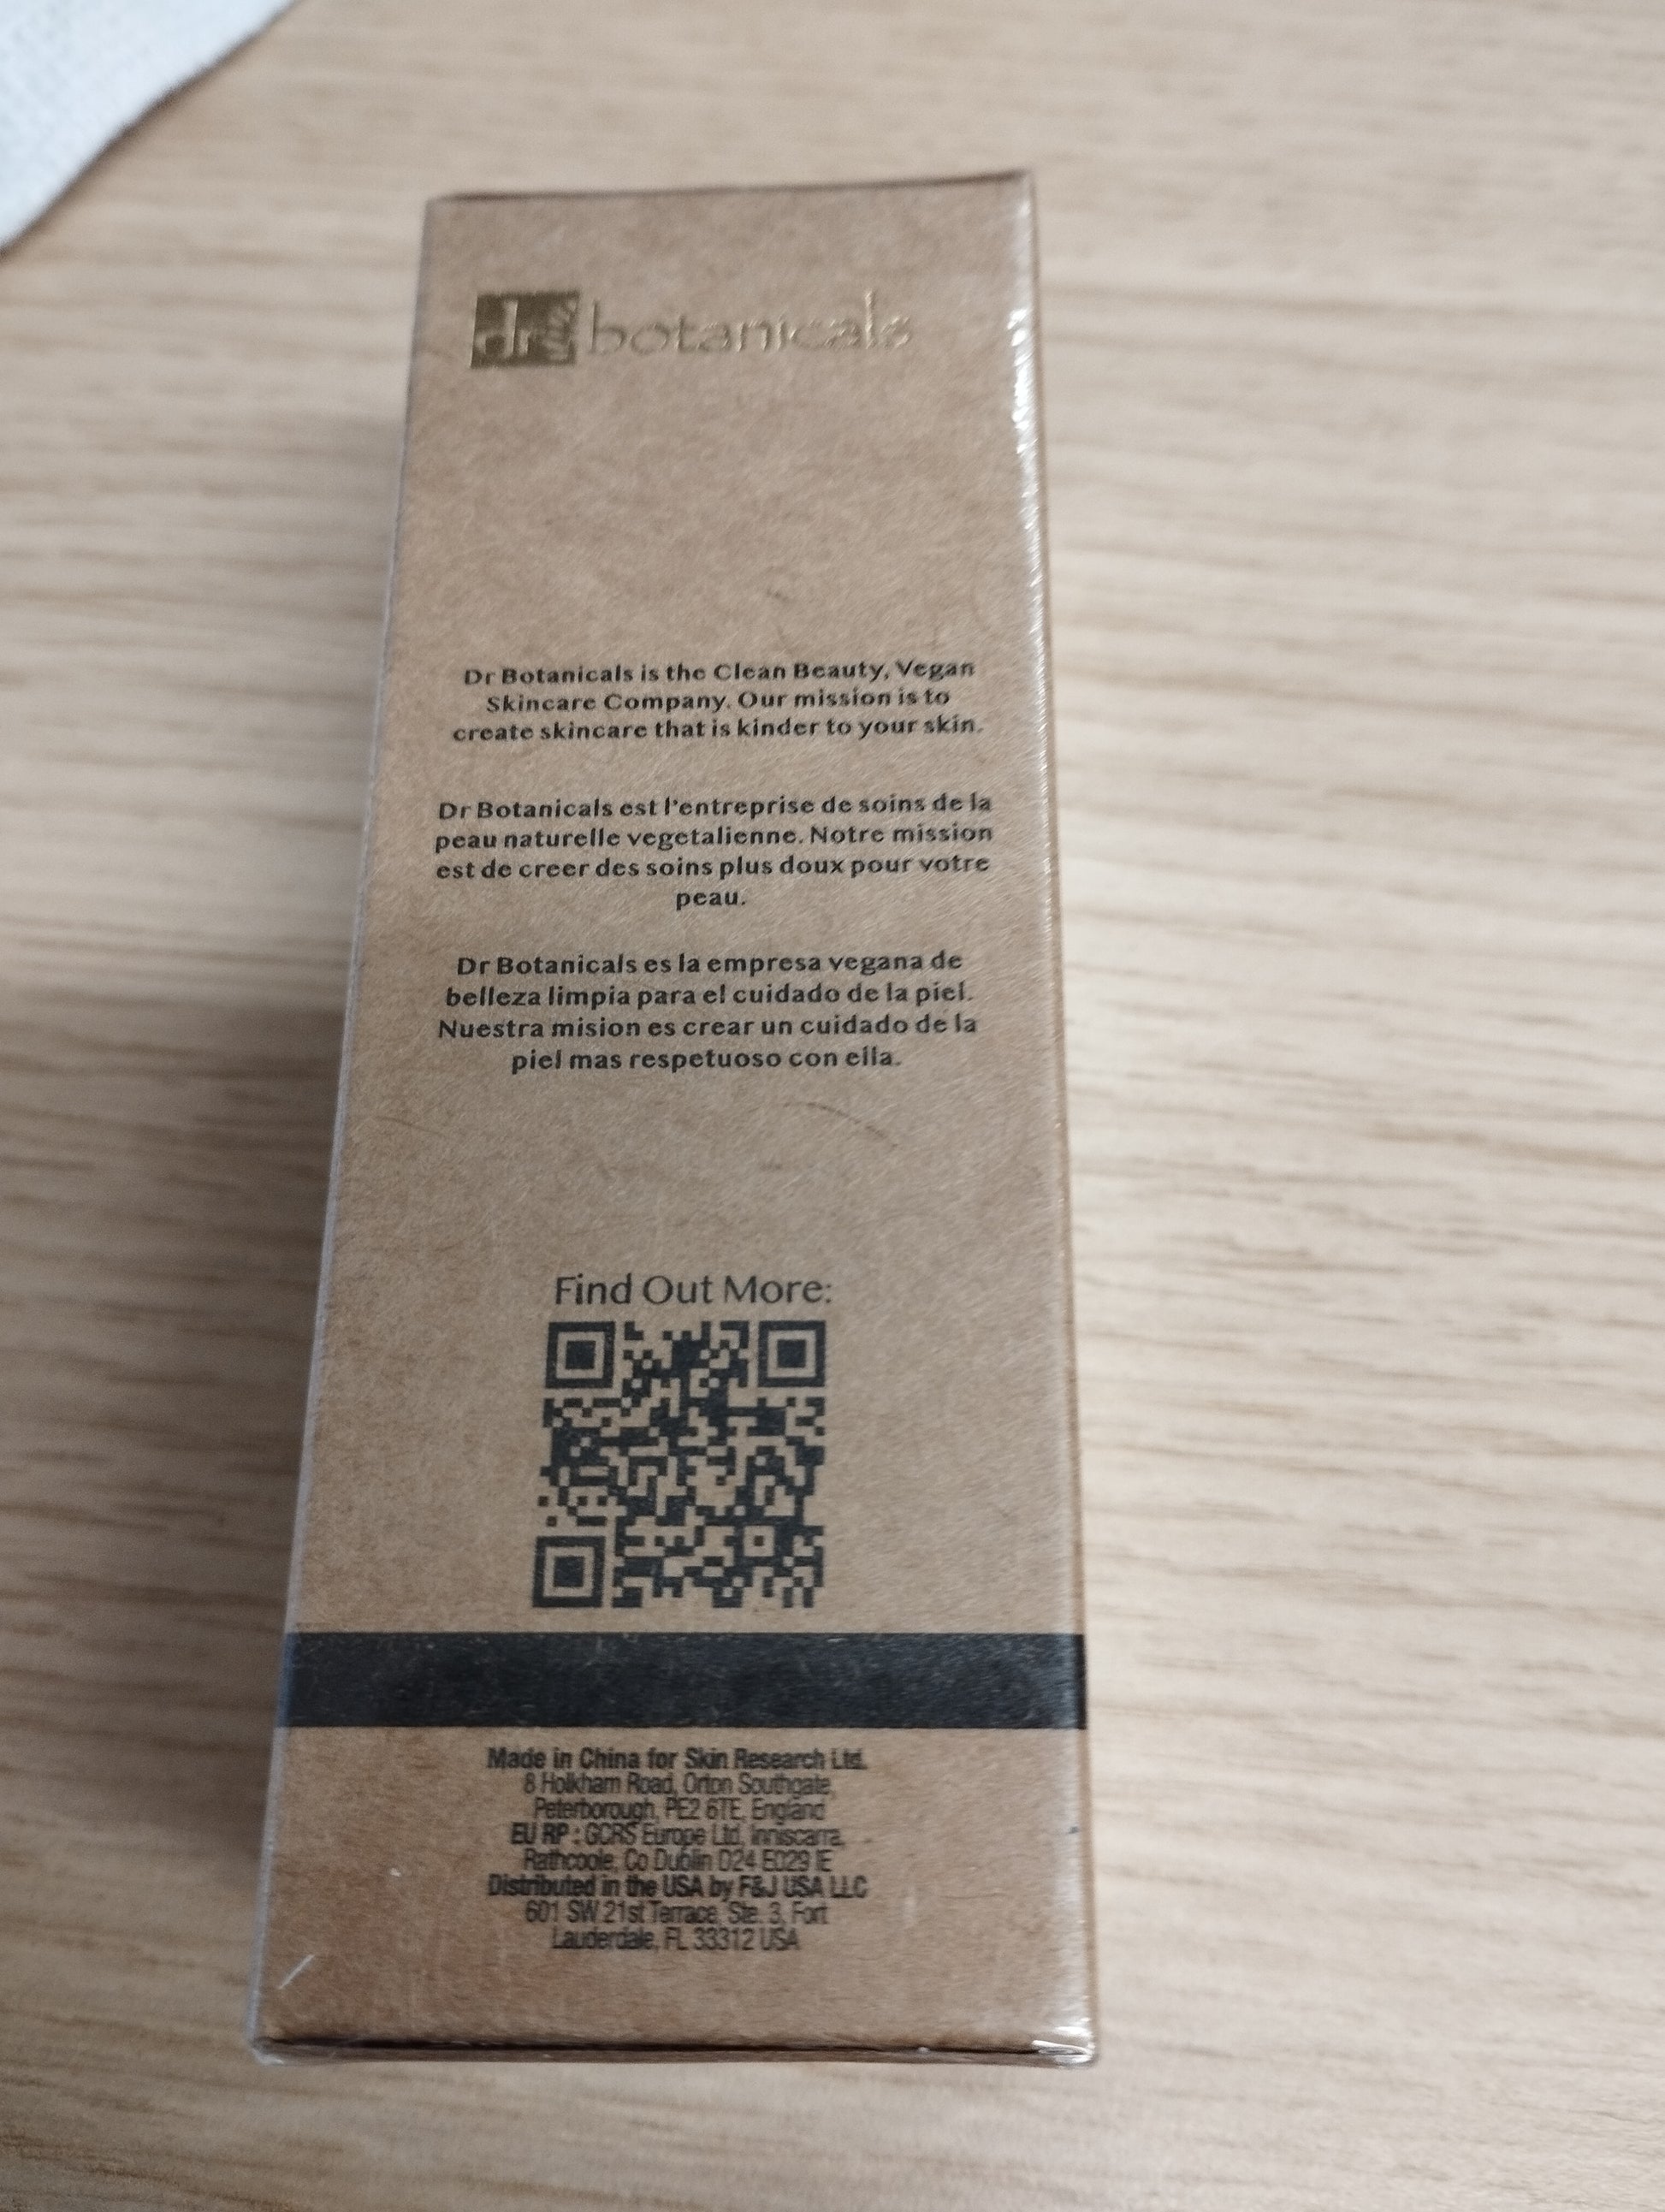 dr botanicals
Dr Botanicals is the Clean Beauty, Vegan
Skincare Company. Our mission is to
create skincare that is kinder to your skin.
Dr Botanicals est l'entreprise de soins de la
peau naturelle vegetalienne. Notre mission
est de creer des soins plus doux pour votre
peau.
Dr Botanicals es la empresa vegana de
belleza limpia para el cuidado de la piel.
Nuestra mision es crear un cuidado de la
piel mas respetuoso con ella.
Find Out More:
Made in China for Skin Research Ltd.
8 Holkham Road, Orton Southgate,
Peterborough, PE2 6TE, England
EU RP : GCRS Europe Ltd, Inniscarra,
Rathcoole, Co Dublin D24 E029 IE
Distributed in the USA by F&J USA LLC
601 SW 21st Terrace, Ste. 3, Fort
Lauderdale, FL 33312 USA